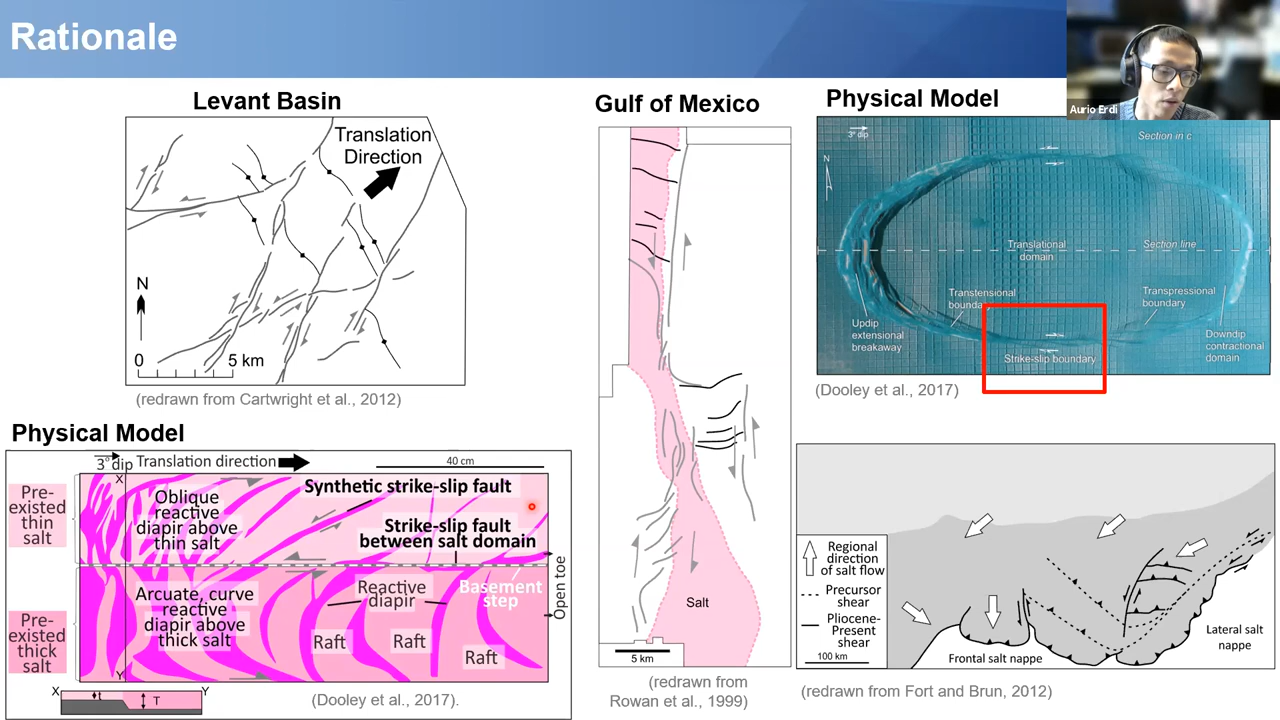 Rationale
Aurio Erdi
Levant Basin
Translation
Direction
N
0
5 km
(redrawn from Cartwright et al., 2012)
Gulf of Mexico
Salt
5 km
(redrawn from
Rowan et al., 1999)
Physical Model
3° dip
N
Section in c
Translational
domain
Section line
Transtensional
boundary
Transpressional
boundary
Updip
extensional
breakaway
Strike-slip boundary
Downdip
contractional
domain
(Dooley et al., 2017)
Physical Model
3° dip
Translation direction
40 cm
X
Pre-
existed
thin
salt
Oblique
reactive
diapir above
thin salt
Synthetic strike-slip fault
Strike-slip fault
between salt domain
Basement
step
Open toe
Pre-
existed
thick
salt
Arcuate, curve
reactive
diapir above
thick salt
Reactive
diapir
Raft
Raft
Raft
Y
X
t
T
Y
(Dooley et al., 2017).
Regional
direction
of salt flow
Precursor
shear
Pliocene-
Present
shear
100 km
Frontal salt nappe
Lateral salt
nappe
(redrawn from Fort and Brun, 2012)